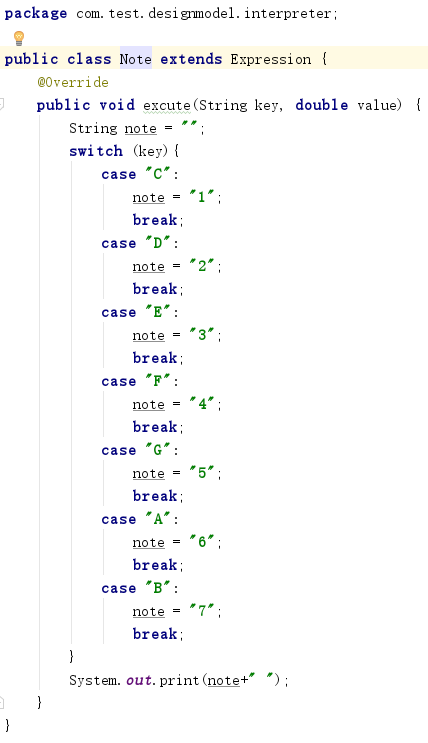 package com.test.designmodel.interpreter;
public class Note extends Expression {
@Override
public void excute(String key, double value) {
String note = "";
switch (key){
case "C":
note = "1";
break;
case "D":
note = "2";
break;
case "E":
note = "3";
break;
case "F":
note = "4";
break;
case "G":
note = "5";
break;
case "A":
note = "6";
break;
case "B":
note = "7";
break;
}
System.out.print(note+" ");
}
}